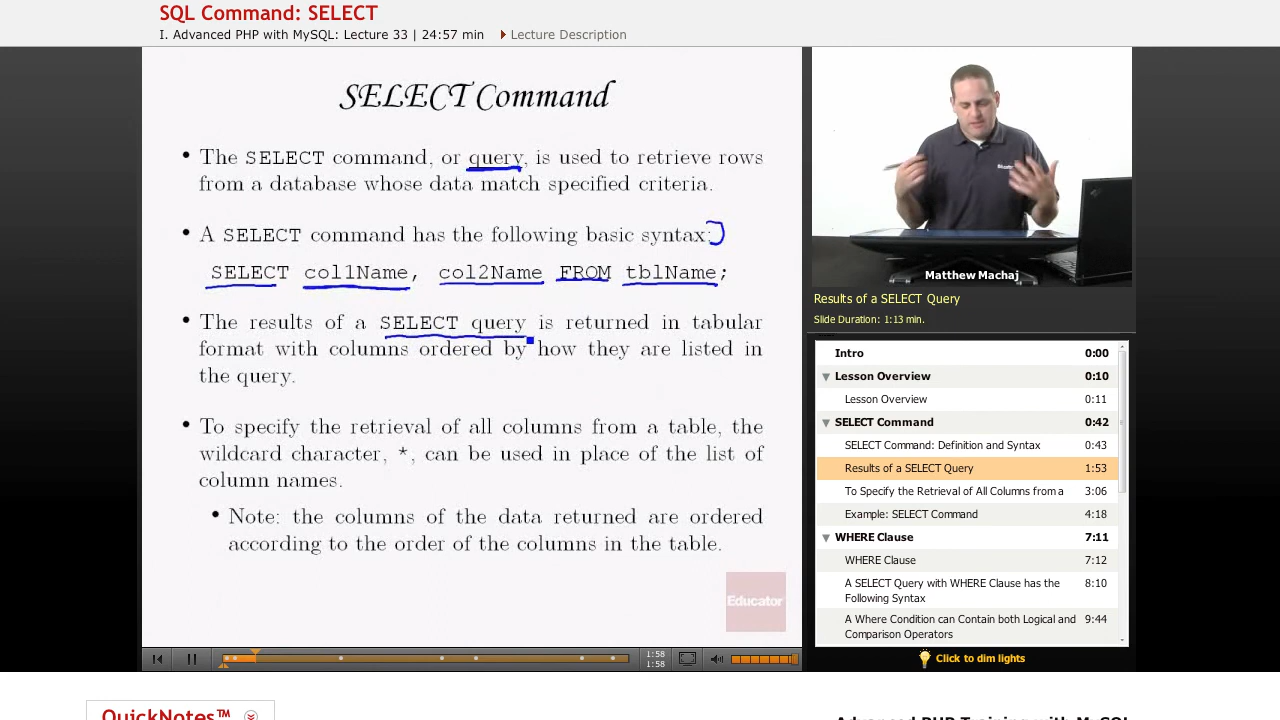 SQL Command: SELECT
I. Advanced PHP with MySQL: Lecture 33 | 24:57 min Lecture Description
SELECT Command
• The SELECT command, or query, is used to retrieve rows
from a database whose data match specified criteria.
• A SELECT command has the following basic syntax:
SELECT col1Name, col2Name FROM tblName;
• The results of a SELECT query is returned in tabular
format with columns ordered by how they are listed in
the query.
• To specify the retrieval of all columns from a table, the
wildcard character, *, can be used in place of the list of
column names.
• Note: the columns of the data returned are ordered
according to the order of the columns in the table.
Educator
1:58
1:58
Matthew Machaj
Results of a SELECT Query
Slide Duration: 1:13 min.
Intro 0:00
Lesson Overview 0:10
Lesson Overview 0:11
SELECT Command 0:42
SELECT Command: Definition and Syntax 0:43
Results of a SELECT Query 1:53
To Specify the Retrieval of All Columns from a 3:06
Example: SELECT Command 4:18
WHERE Clause 7:11
WHERE Clause 7:12
A SELECT Query with WHERE Clause has the 8:10
Following Syntax
A Where Condition can Contain both Logical and 9:44
Comparison Operators
Click to dim lights
QuickNotes™
Advanced PHP Training with MySQL